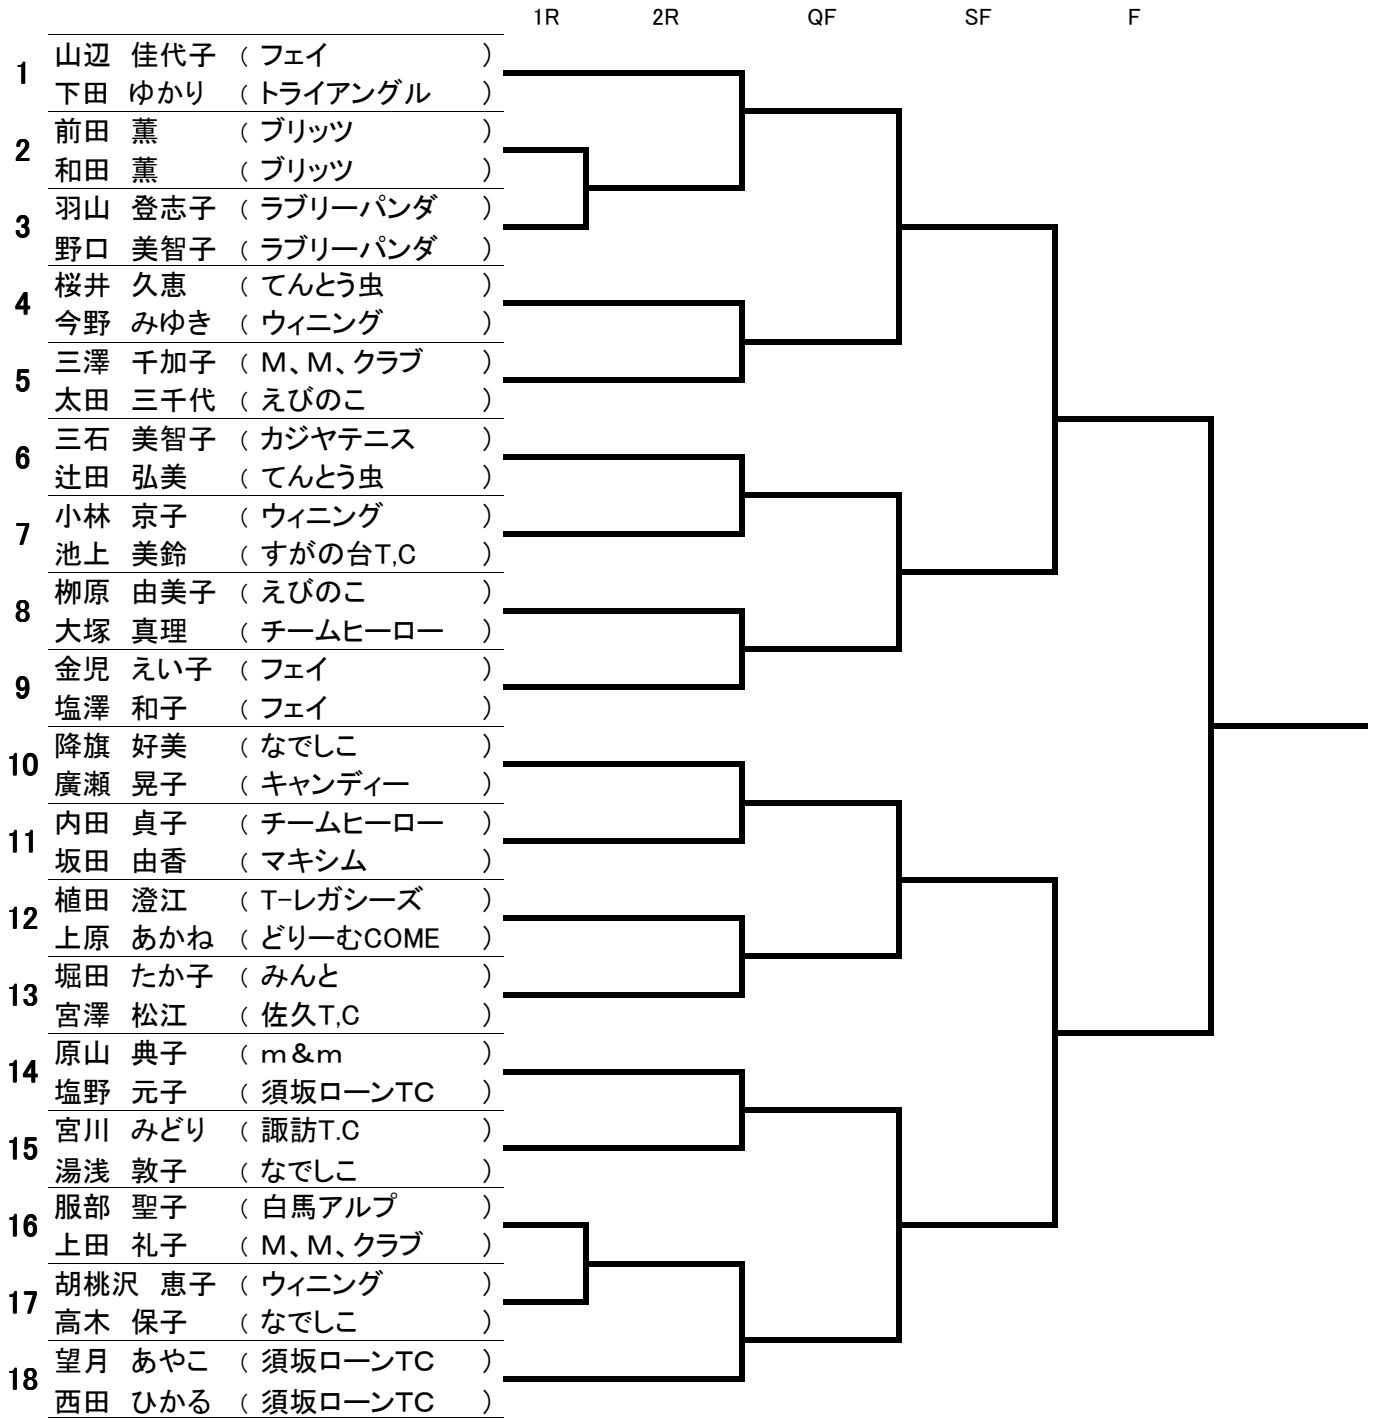 1R 2R QF SF F
1
山辺 佳代子 ( フェイ )
下田 ゆかり ( トライアングル )
2
前田 薫 ( ブリッツ )
和田 薫 ( ブリッツ )
3
羽山 登志子 ( ラブリーパンダ )
野口 美智子 ( ラブリーパンダ )
4
桜井 久恵 ( てんとう虫 )
今野 みゆき ( ウィニング )
5
三澤 千加子 ( M、M、クラブ )
太田 三千代 ( えびのこ )
6
三石 美智子 ( カジヤテニス )
辻田 弘美 ( てんとう虫 )
7
小林 京子 ( ウィニング )
池上 美鈴 ( すがの台T,C )
8
栁原 由美子 ( えびのこ )
大塚 真理 ( チームヒーロー )
9
金児 えい子 ( フェイ )
塩澤 和子 ( フェイ )
10
降旗 好美 ( なでしこ )
廣瀬 晃子 ( キャンディー )
11
内田 貞子 ( チームヒーロー )
坂田 由香 ( マキシム )
12
植田 澄江 ( T-レガシーズ )
上原 あかね ( どりーむCOME )
13
堀田 たか子 ( みんと )
宮澤 松江 ( 佐久T,C )
14
原山 典子 ( m&m )
塩野 元子 ( 須坂ローンTC )
15
宮川 みどり ( 諏訪T.C )
湯浅 敦子 ( なでしこ )
16
服部 聖子 ( 白馬アルプ )
上田 礼子 ( M、M、クラブ )
17
胡桃沢 恵子 ( ウィニング )
高木 保子 ( なでしこ )
18
望月 あやこ ( 須坂ローンTC )
西田 ひかる ( 須坂ローンTC )